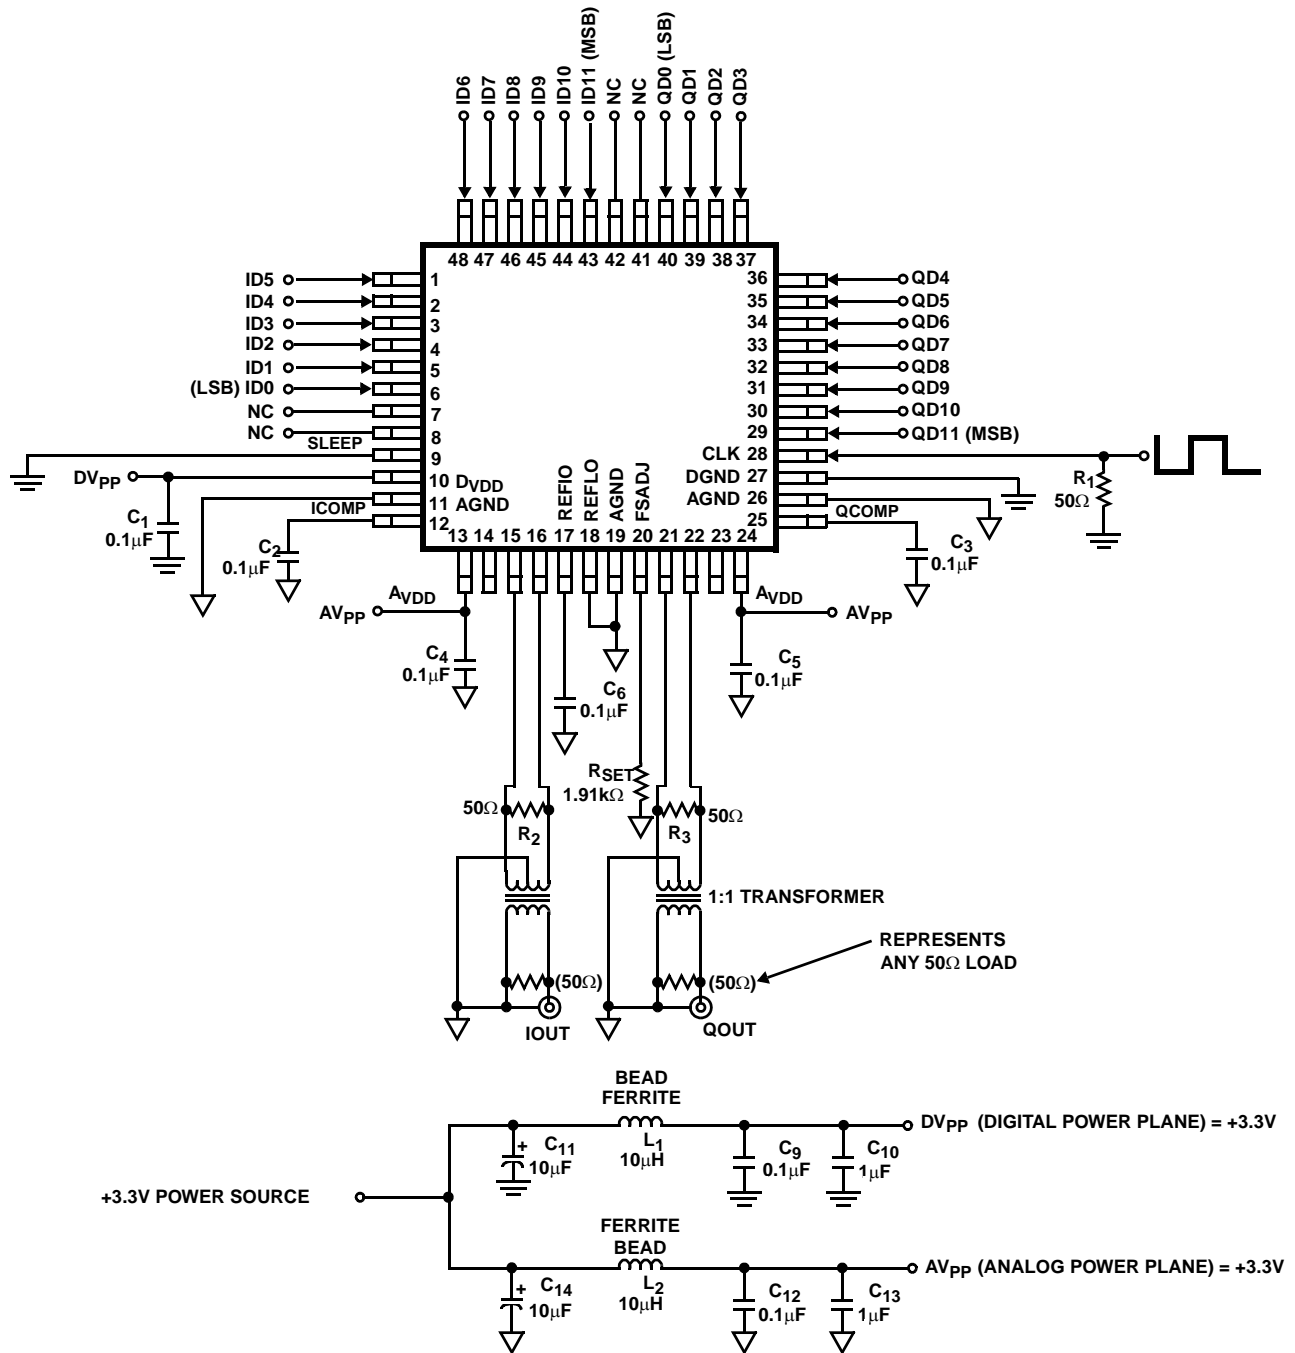 ID6
ID7
ID8
ID9
ID10
ID11 (MSB)
NC
NC
QD0 (LSB)
QD1
QD2
QD3
48 47 46 45 44 43 42 41 40 39 38 37
ID5
1
ID4
2
ID3
3
ID2
4
ID1
5
(LSB) ID0
6
NC
7
NC
8
SLEEP
9
DVPP
10 DVDD
11 AGND
ICOMP
12
36
QD4
35
QD5
34
QD6
33
QD7
32
QD8
31
QD9
30
QD10
29
QD11 (MSB)
CLK 28
DGND 27
AGND 26
25
QCOMP
R1
50Ω
REFIO
REFLO
AGND
FSADJ
13 14 15 16 17 18 19 20 21 22 23 24
C1
0.1μF
C2
0.1μF
C3
0.1μF
AVPP
AVDD
AVDD
AVPP
C4
0.1μF
C6
0.1μF
C5
0.1μF
RSET
1.91kΩ
50Ω
R2
R3
50Ω
1:1 TRANSFORMER
REPRESENTS
ANY 50Ω LOAD
(50Ω)
(50Ω)
IOUT
QOUT
BEAD
FERRITE
L1
10μH
+
C11
10μF
C9
0.1μF
C10
1μF
DVPP (DIGITAL POWER PLANE) = +3.3V
+3.3V POWER SOURCE
FERRITE
BEAD
L2
10μH
+
C14
10μF
C12
0.1μF
C13
1μF
AVPP (ANALOG POWER PLANE) = +3.3V